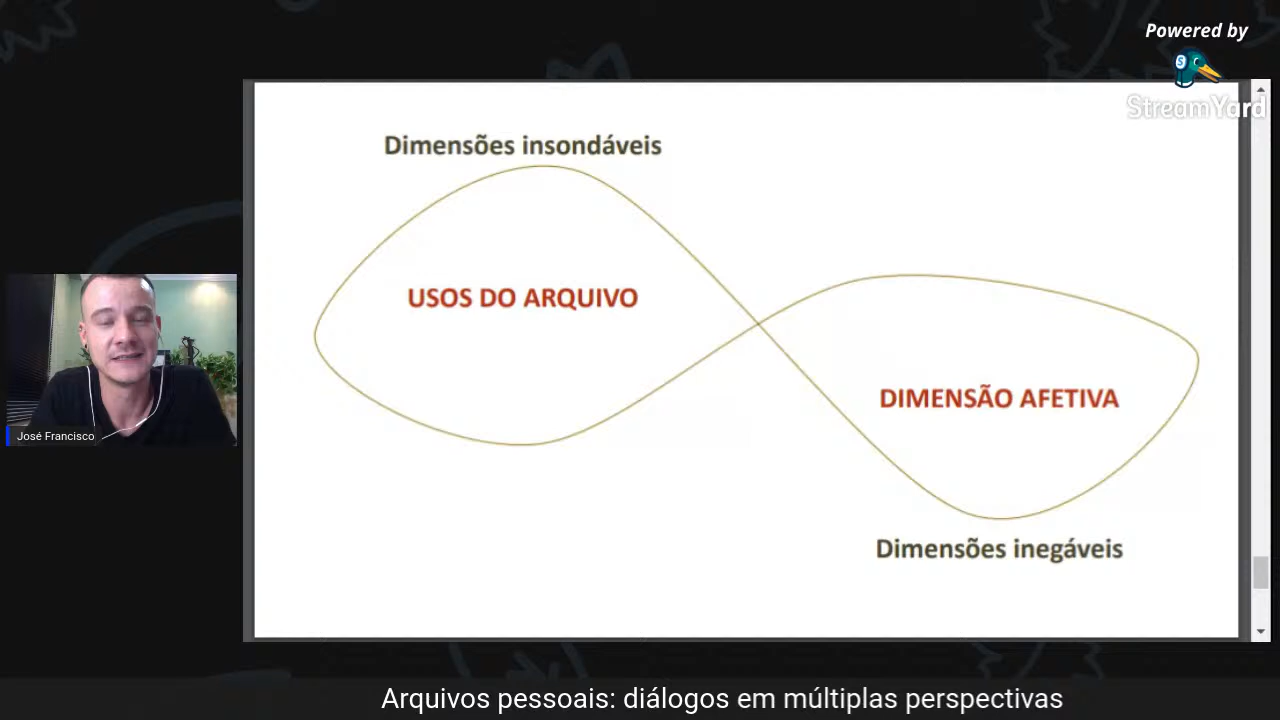 Powered by
StreamYard
Dimensões insondáveis
USOS DO ARQUIVO
DIMENSÃO AFETIVA
Dimensões inegáveis
José Francisco
Arquivos pessoais: diálogos em múltiplas perspectivas